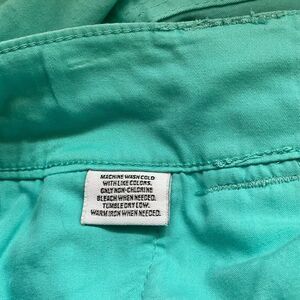 MACHINE WASH COLD
WITH LIKE COLORS.
ONLY NON-CHLORINE
BLEACH WHEN NEEDED.
TUMBLE DRY LOW.
WARM IRON WHEN NEEDED.